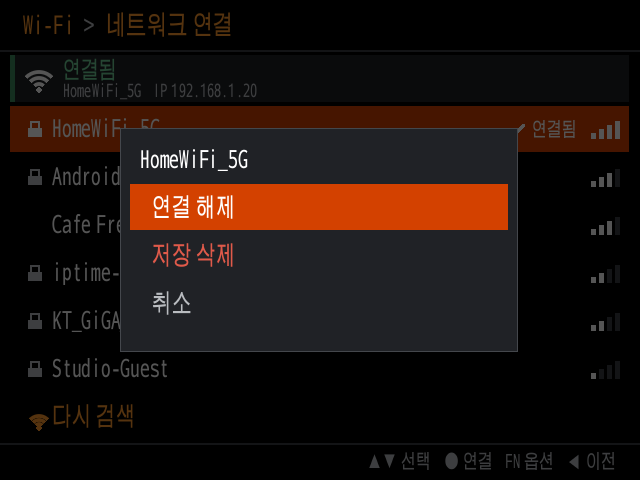 Wi-Fi > 네트워크 연결
연결됨
HomeWiFi_5G IP 192.168.1.20
HomeWiFi_5G 연결됨
HomeWiFi_5G
Android
연결 해제
Cafe Fre
저장 삭제
iptime-
취소
KT_GiGA
Studio-Guest
다시 검색
▲▼ 선택 ● 연결 FN 옵션 ◀ 이전